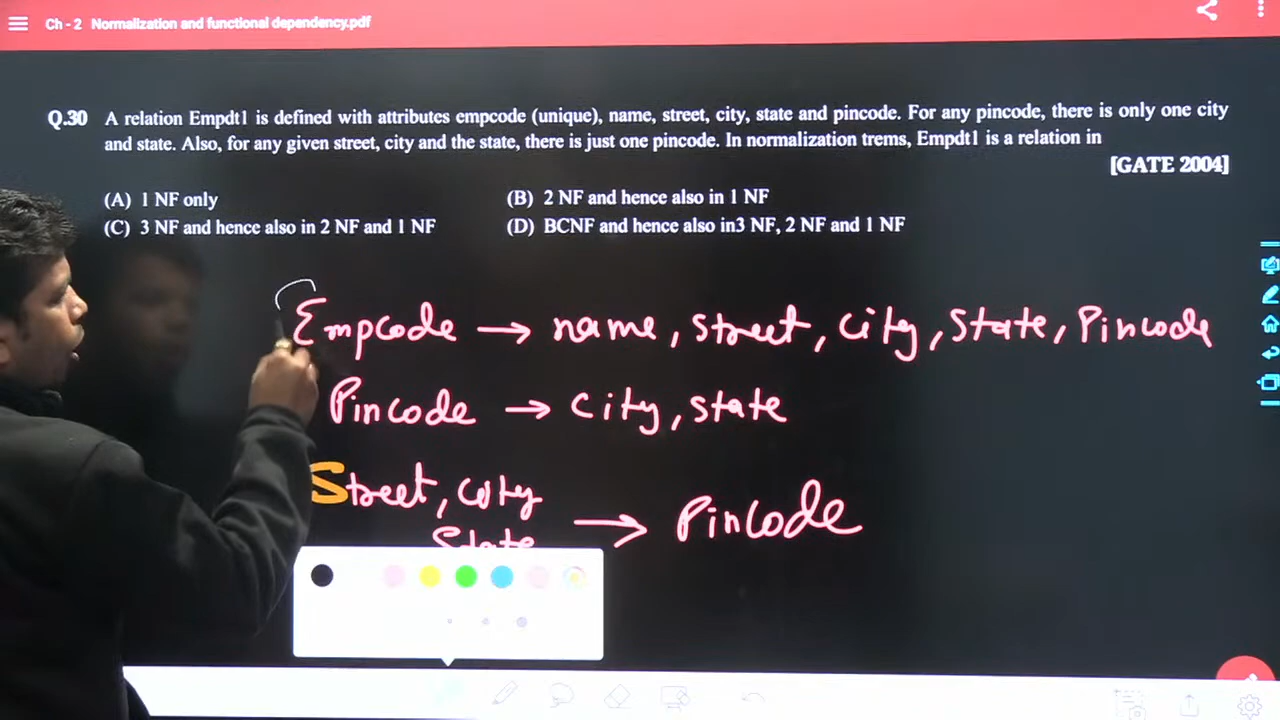 Ch - 2 Normalization and functional dependency.pdf
Q.30 A relation Empdt1 is defined with attributes empcode (unique), name, street, city, state and pincode. For any pincode, there is only one city
and state. Also, for any given street, city and the state, there is just one pincode. In normalization trems, Empdt1 is a relation in
[GATE 2004]
(A) 1 NF only (B) 2 NF and hence also in 1 NF
(C) 3 NF and hence also in 2 NF and 1 NF (D) BCNF and hence also in3 NF, 2 NF and 1 NF
Empcode → name, street, city, state, Pincode
Pincode → city, state
Street, city
State → Pincode